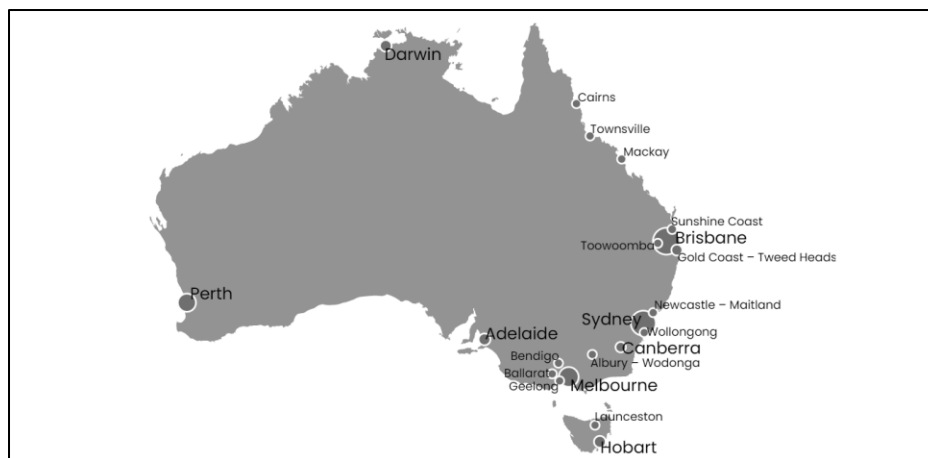 Darwin
Cairns
Townsville
Mackay
Sunshine Coast
Brisbane
Toowoomba
Gold Coast – Tweed Heads
Perth
Newcastle – Maitland
Sydney
Wollongong
Adelaide
Canberra
Bendigo
Albury – Wodonga
Ballarat
Geelong
Melbourne
Launceston
Hobart